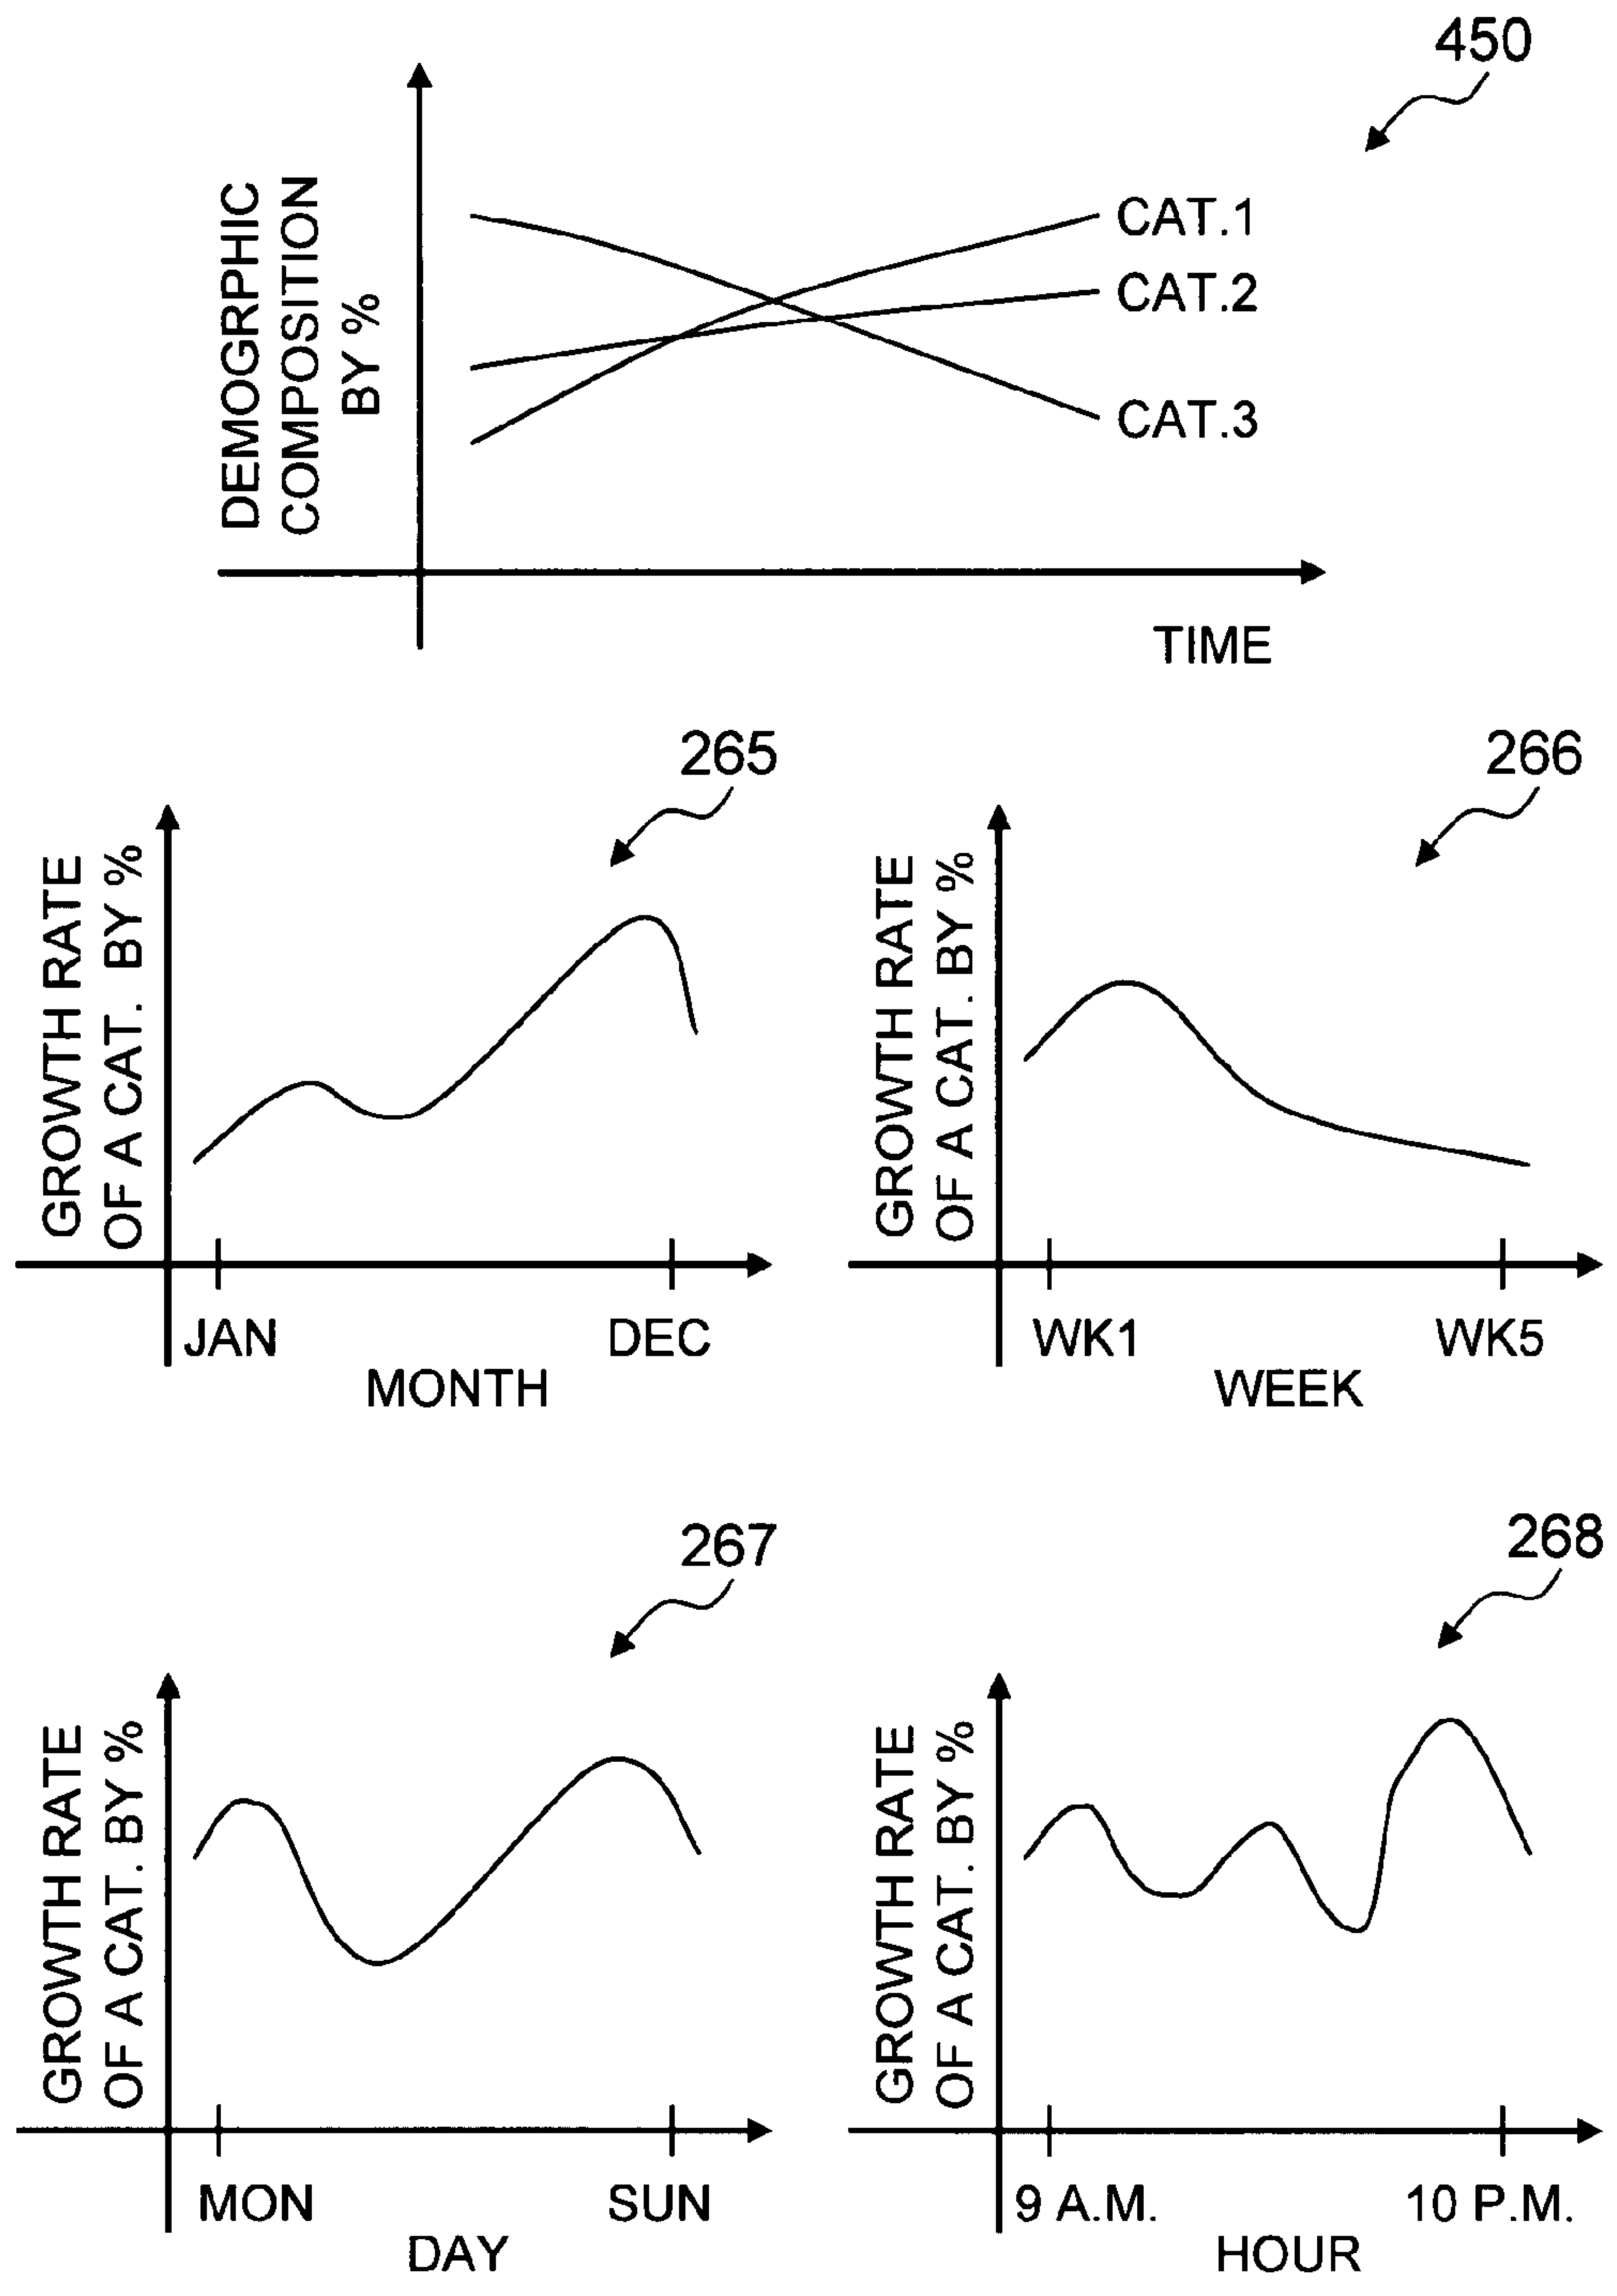 450
DEMOGRPHIC
COMPOSITION
BY %
CAT.1
CAT.2
CAT.3
TIME
265
GROWTH RATE
OF A CAT. BY %
JAN
DEC
MONTH
266
GROWTH RATE
OF A CAT. BY %
WK1
WK5
WEEK
267
GROWTH RATE
OF A CAT. BY %
MON
SUN
DAY
268
GROWTH RATE
OF A CAT. BY %
9 A.M.
10 P.M.
HOUR